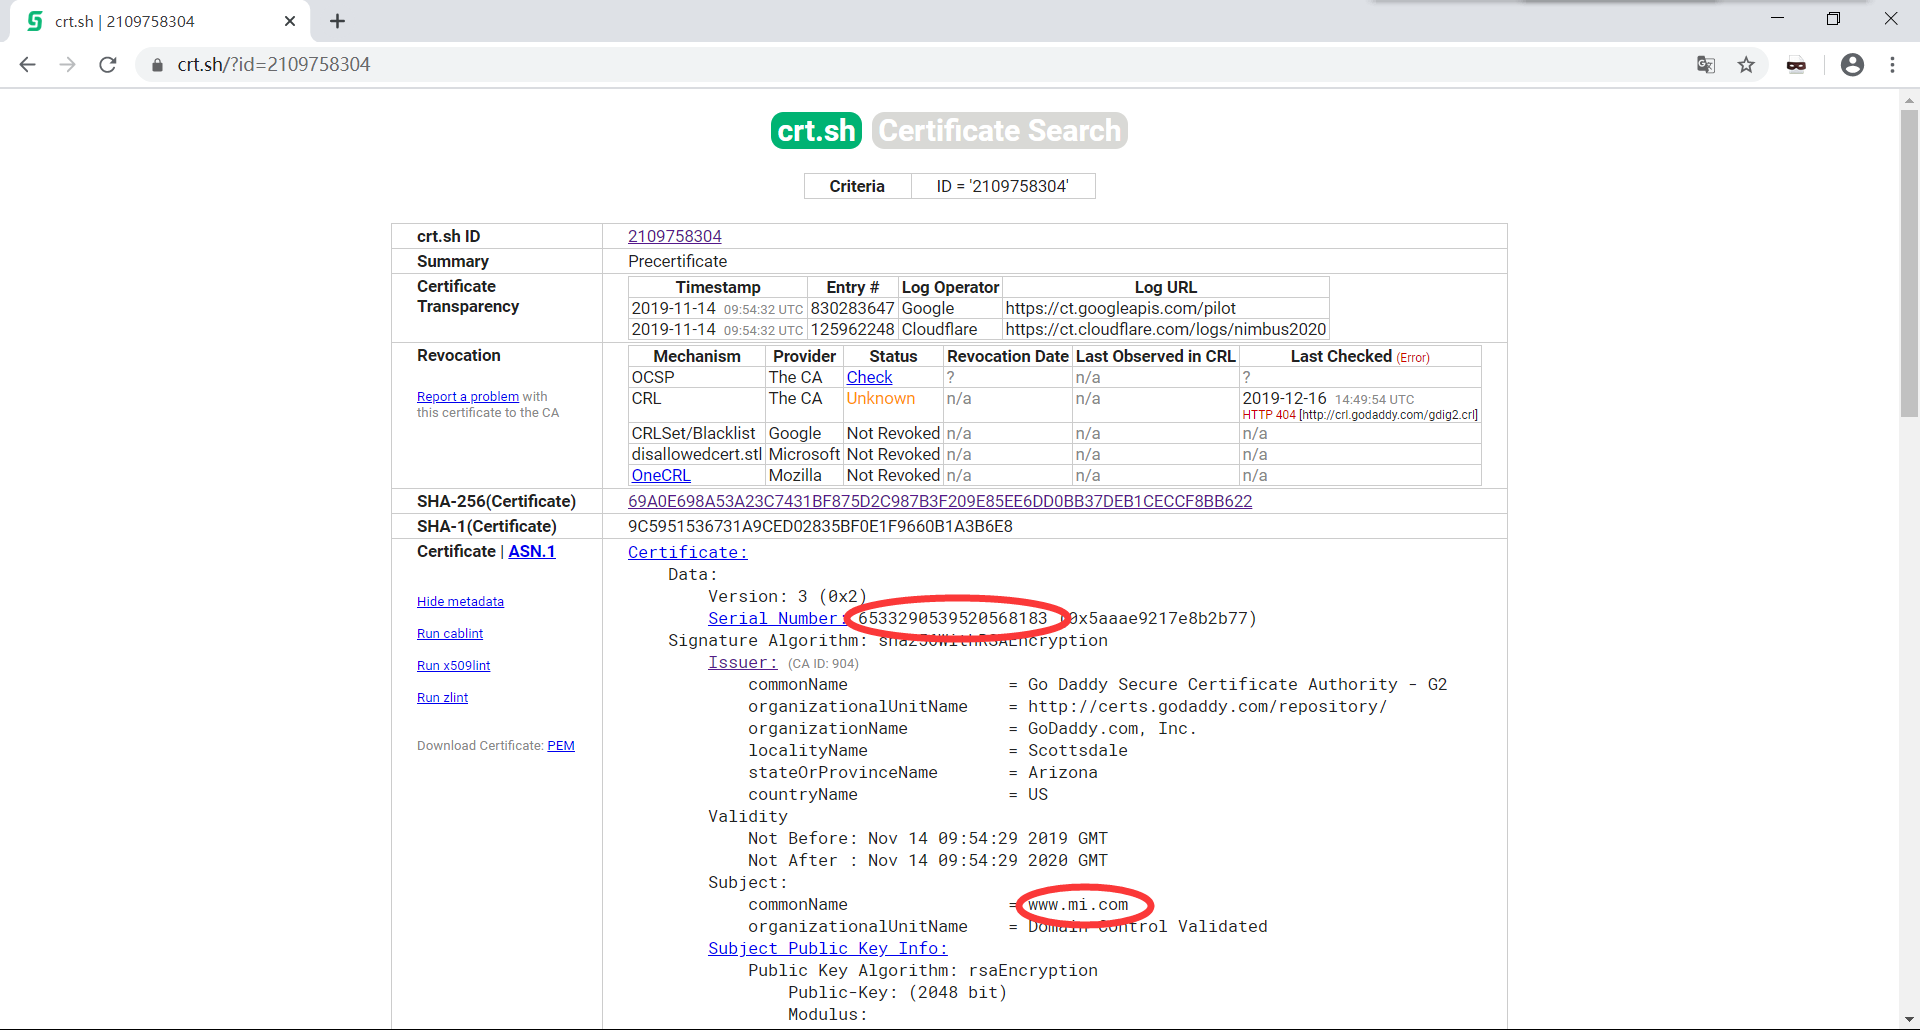 crt.sh | 2109758304
crt.sh/?id=2109758304
crt.sh Certificate Search
Criteria ID = '2109758304'
crt.sh ID 2109758304
Summary Precertificate
Certificate Transparency
Timestamp Entry # Log Operator Log URL
2019-11-14 09:54:32 UTC 830283647 Google https://ct.googleapis.com/pilot
2019-11-14 09:54:32 UTC 125962248 Cloudflare https://ct.cloudflare.com/logs/nimbus2020
Revocation
Report a problem with
this certificate to the CA
Mechanism Provider Status Revocation Date Last Observed in CRL Last Checked (Error)
OCSP The CA Check ? n/a ?
CRL The CA Unknown n/a n/a 2019-12-16 14:49:54 UTC
HTTP 404 [http://crl.godaddy.com/gdig2.crl]
CRLSet/Blacklist Google Not Revoked n/a n/a n/a
disallowedcert.stl Microsoft Not Revoked n/a n/a n/a
OneCRL Mozilla Not Revoked n/a n/a n/a
SHA-256(Certificate) 69A0E698A53A23C7431BF875D2C987B3F209E85EE6DD0BB37DEB1CECCF8BB622
SHA-1(Certificate) 9C5951536731A9CED02835BF0E1F9660B1A3B6E8
Certificate | ASN.1
Hide metadata
Run cablint
Run x509lint
Run zlint
Download Certificate: PEM
Certificate:
Data:
Version: 3 (0x2)
Serial Number: 6533290539520568183 (0x5aaae9217e8b2b77)
Signature Algorithm: sha256WithRSAEncryption
Issuer: (CA ID: 904)
commonName = Go Daddy Secure Certificate Authority - G2
organizationalUnitName = http://certs.godaddy.com/repository/
organizationName = GoDaddy.com, Inc.
localityName = Scottsdale
stateOrProvinceName = Arizona
countryName = US
Validity
Not Before: Nov 14 09:54:29 2019 GMT
Not After : Nov 14 09:54:29 2020 GMT
Subject:
commonName = www.mi.com
organizationalUnitName = Domain Control Validated
Subject Public Key Info:
Public Key Algorithm: rsaEncryption
Public-Key: (2048 bit)
Modulus: